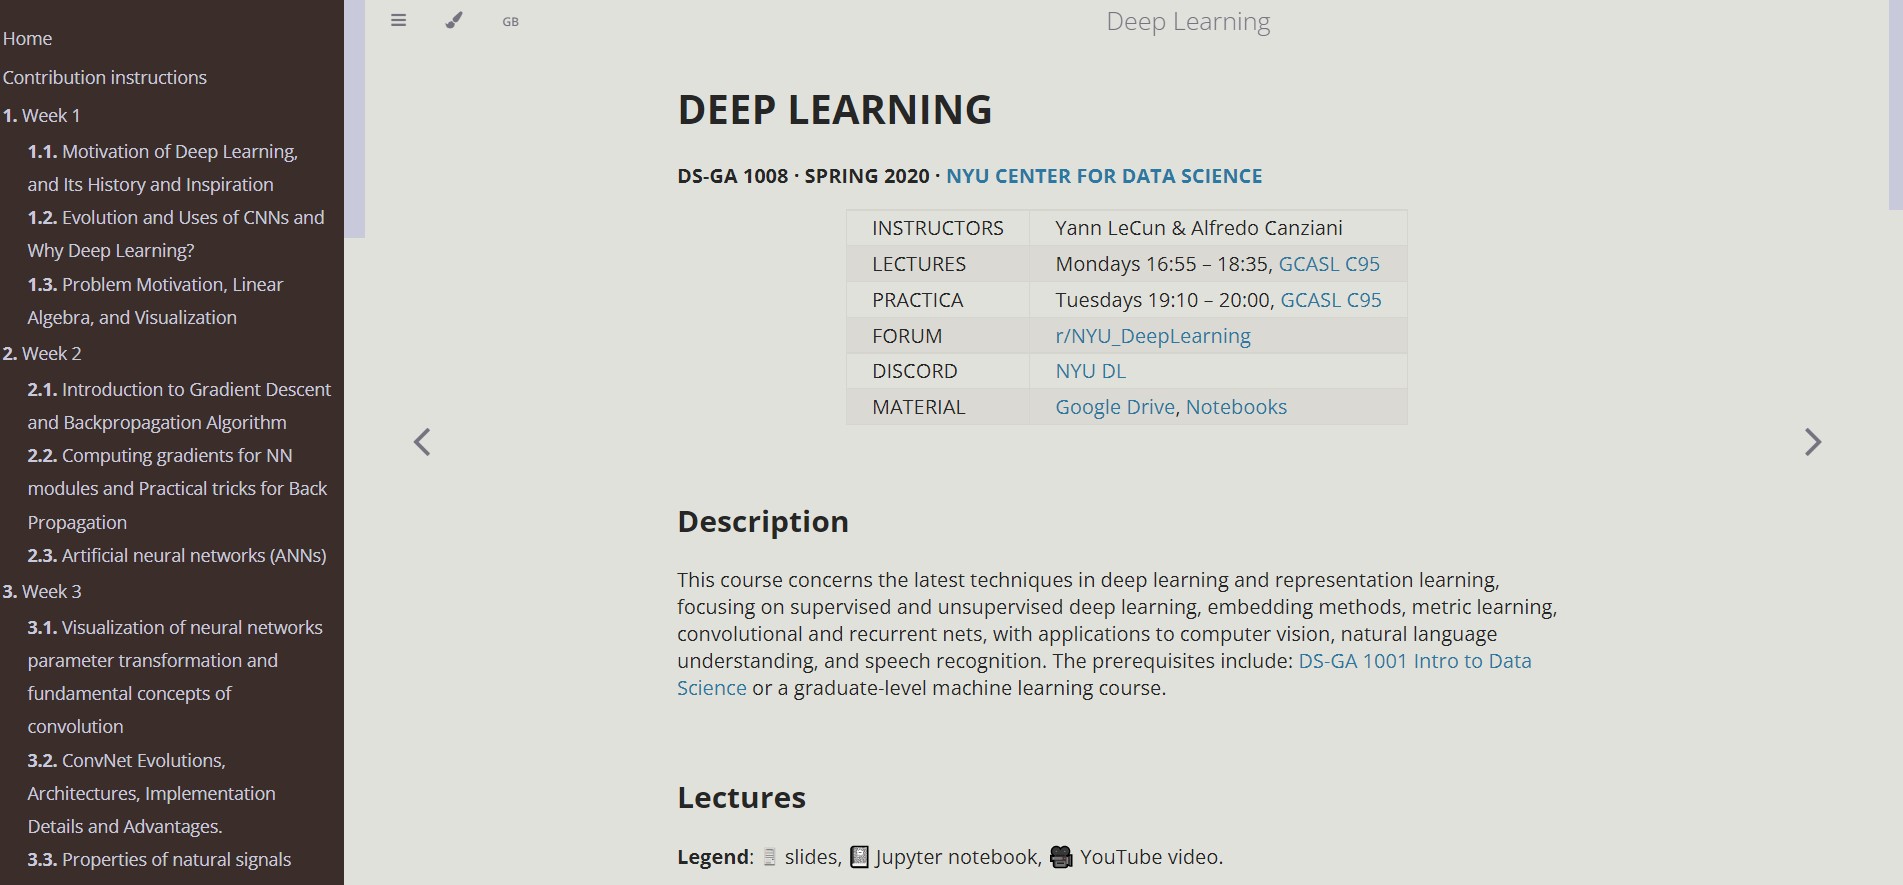 Home
Contribution instructions
1. Week 1
1.1. Motivation of Deep Learning,
and Its History and Inspiration
1.2. Evolution and Uses of CNNs and
Why Deep Learning?
1.3. Problem Motivation, Linear
Algebra, and Visualization
2. Week 2
2.1. Introduction to Gradient Descent
and Backpropagation Algorithm
2.2. Computing gradients for NN
modules and Practical tricks for Back
Propagation
2.3. Artificial neural networks (ANNs)
3. Week 3
3.1. Visualization of neural networks
parameter transformation and
fundamental concepts of
convolution
3.2. ConvNet Evolutions,
Architectures, Implementation
Details and Advantages.
3.3. Properties of natural signals
GB
Deep Learning
DEEP LEARNING
DS-GA 1008 · SPRING 2020 · NYU CENTER FOR DATA SCIENCE
INSTRUCTORS Yann LeCun & Alfredo Canziani
LECTURES Mondays 16:55 – 18:35, GCASL C95
PRACTICA Tuesdays 19:10 – 20:00, GCASL C95
FORUM r/NYU_DeepLearning
DISCORD NYU DL
MATERIAL Google Drive, Notebooks
Description
This course concerns the latest techniques in deep learning and representation learning,
focusing on supervised and unsupervised deep learning, embedding methods, metric learning,
convolutional and recurrent nets, with applications to computer vision, natural language
understanding, and speech recognition. The prerequisites include: DS-GA 1001 Intro to Data
Science or a graduate-level machine learning course.
Lectures
Legend: slides, Jupyter notebook, YouTube video.